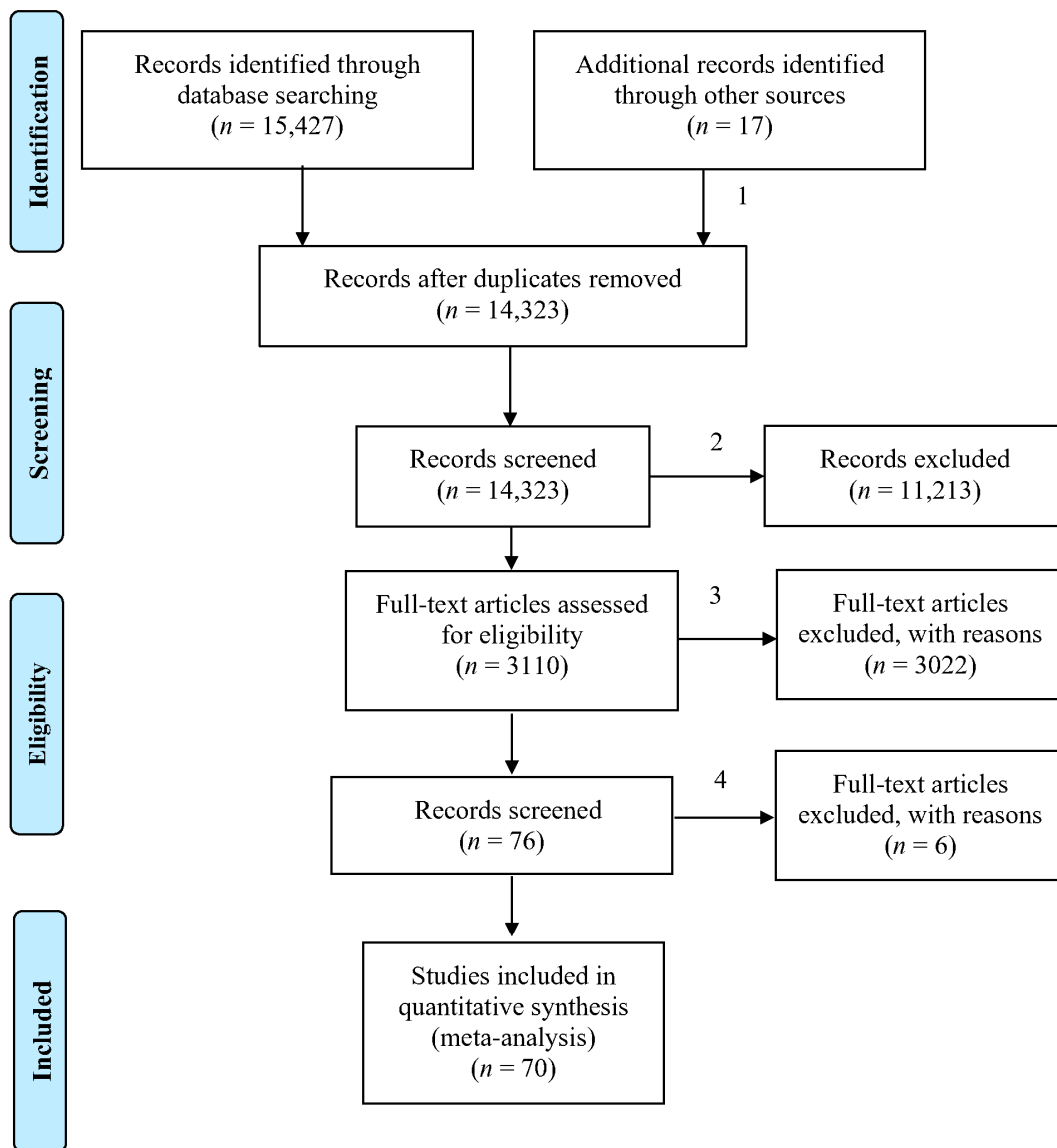 Identification
Records identified through
database searching
(n = 15,427)
Additional records identified
through other sources
(n = 17)
1
Records after duplicates removed
(n = 14,323)
Screening
Records screened
(n = 14,323)
2
Records excluded
(n = 11,213)
Eligibility
Full-text articles assessed
for eligibility
(n = 3110)
3
Full-text articles
excluded, with reasons
(n = 3022)
Records screened
(n = 76)
4
Full-text articles
excluded, with reasons
(n = 6)
Included
Studies included in
quantitative synthesis
(meta-analysis)
(n = 70)